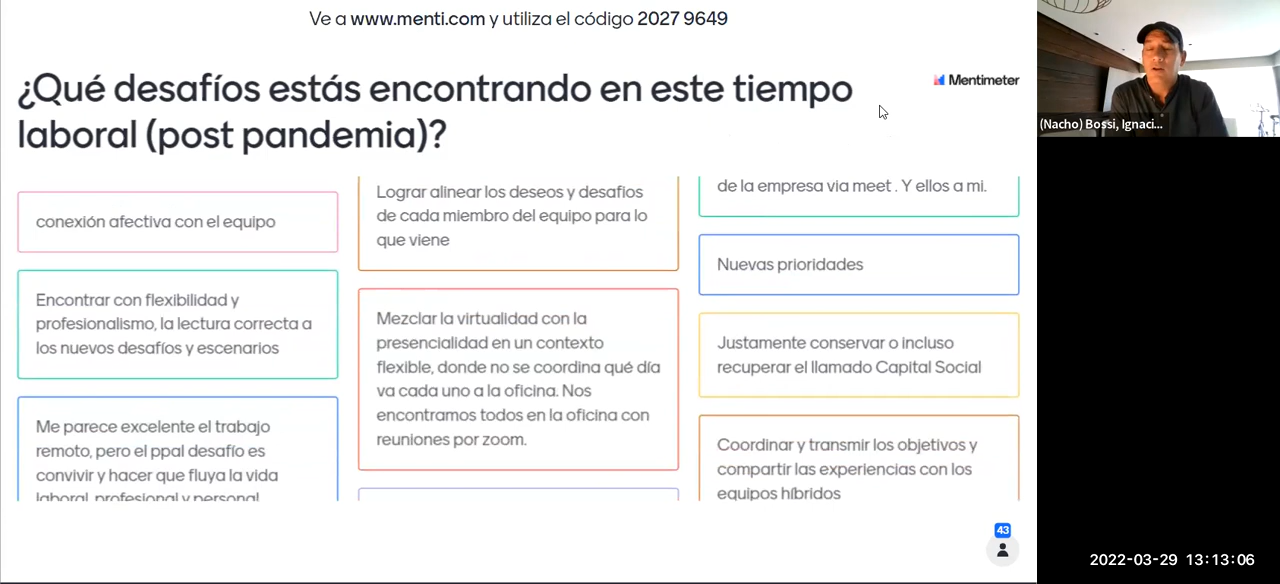 Ve a www.menti.com y utiliza el código 2027 9649
¿Qué desafíos estás encontrando en este tiempo
laboral (post pandemia)?
Mentimeter
conexión afectiva con el equipo
Encontrar con flexibilidad y
profesionalismo, la lectura correcta a
los nuevos desafíos y escenarios
Me parece excelente el trabajo
remoto, pero el ppal desafío es
convivir y hacer que fluya la vida
laboral, profesional y personal
Lograr alinear los deseos y desafios
de cada miembro del equipo para lo
que viene
Mezclar la virtualidad con la
presencialidad en un contexto
flexible, donde no se coordina qué día
va cada uno a la oficina. Nos
encontramos todos en la oficina con
reuniones por zoom.
de la empresa via meet . Y ellos a mi.
Nuevas prioridades
Justamente conservar o incluso
recuperar el llamado Capital Social
Coordinar y transmir los objetivos y
compartir las experiencias con los
equipos híbridos
43
(Nacho) Bossi, Ignaci...
2022-03-29 13:13:06